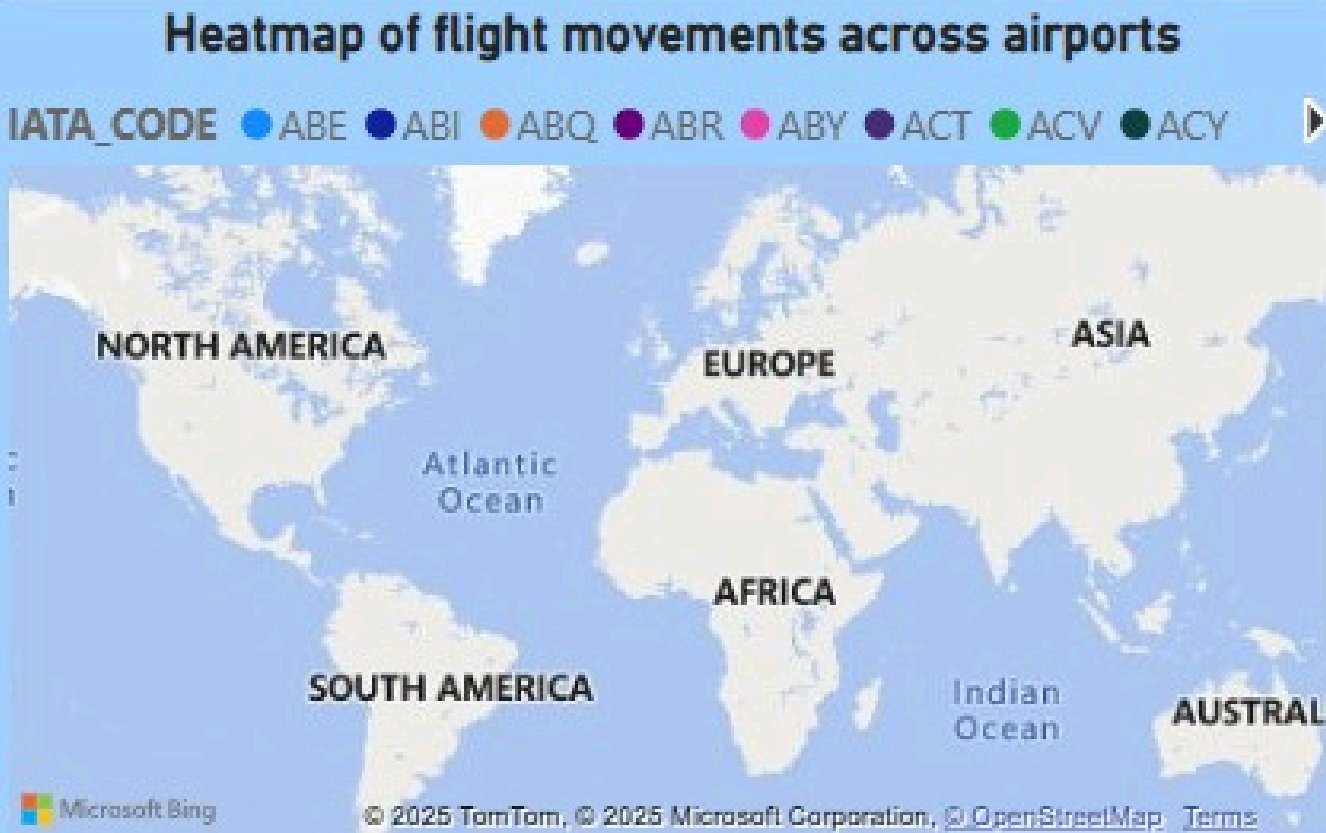 Heatmap of flight movements across airports
IATA_CODE ABE ABI ABQ ABR ABY ACT ACV ACY
NORTH AMERICA
EUROPE
ASIA
Atlantic
Ocean
AFRICA
SOUTH AMERICA
Indian
Ocean
AUSTRAL
Microsoft Bing
© 2025 TomTom, © 2025 Microsoft Corporation, © OpenStreetMap Terms